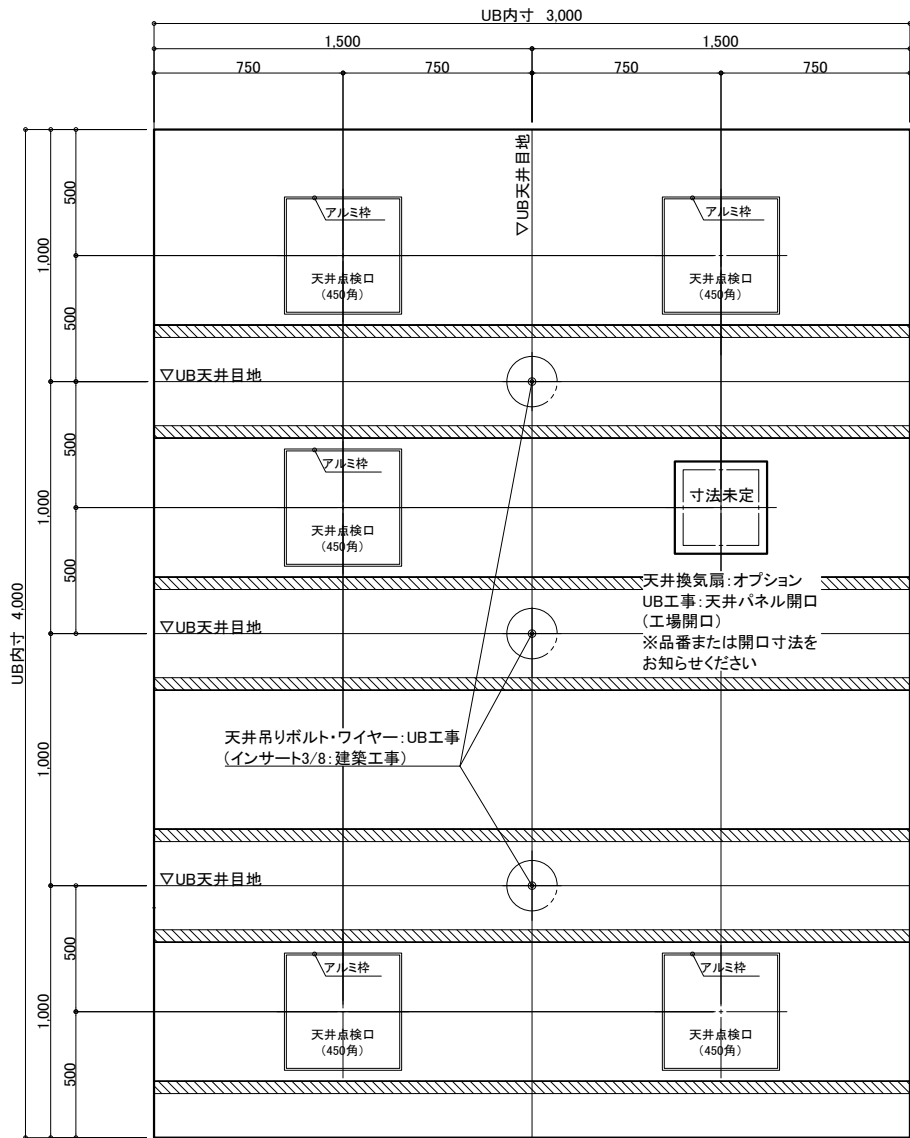 UB内寸 3,000
1,500
1,500
750
750
750
750
UB内寸 4,000
1,000
500
500
1,000
500
500
1,000
1,000
500
500
▽UB天井目地
アルミ枠
天井点検口
(450角)
アルミ枠
天井点検口
(450角)
▽UB天井目地
アルミ枠
天井点検口
(450角)
寸法未定
天井換気扇:オプション
UB工事:天井パネル開口
(工場開口)
※品番または開口寸法を
お知らせください
▽UB天井目地
天井吊りボルト・ワイヤー:UB工事
(インサート3/8:建築工事)
▽UB天井目地
アルミ枠
天井点検口
(450角)
アルミ枠
天井点検口
(450角)